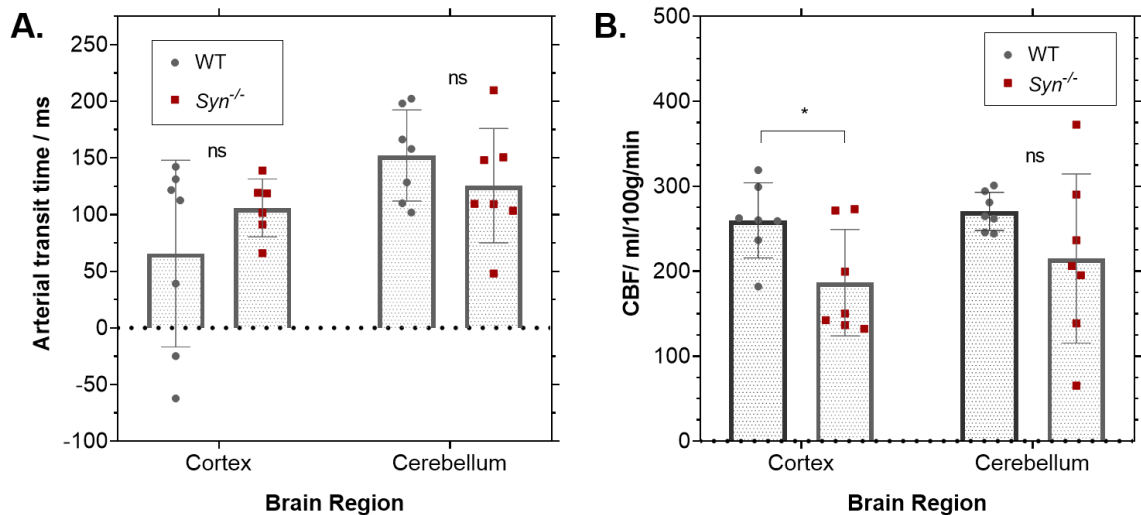 A.
Arterial transit time / ms
250
200
150
100
50
0
-50
-100
WT
Syn-/-
ns
ns
Cortex
Cerebellum
Brain Region
B.
CBF/ ml/100g/min
500
400
300
200
100
0
WT
Syn-/-
*
ns
Cortex
Cerebellum
Brain Region